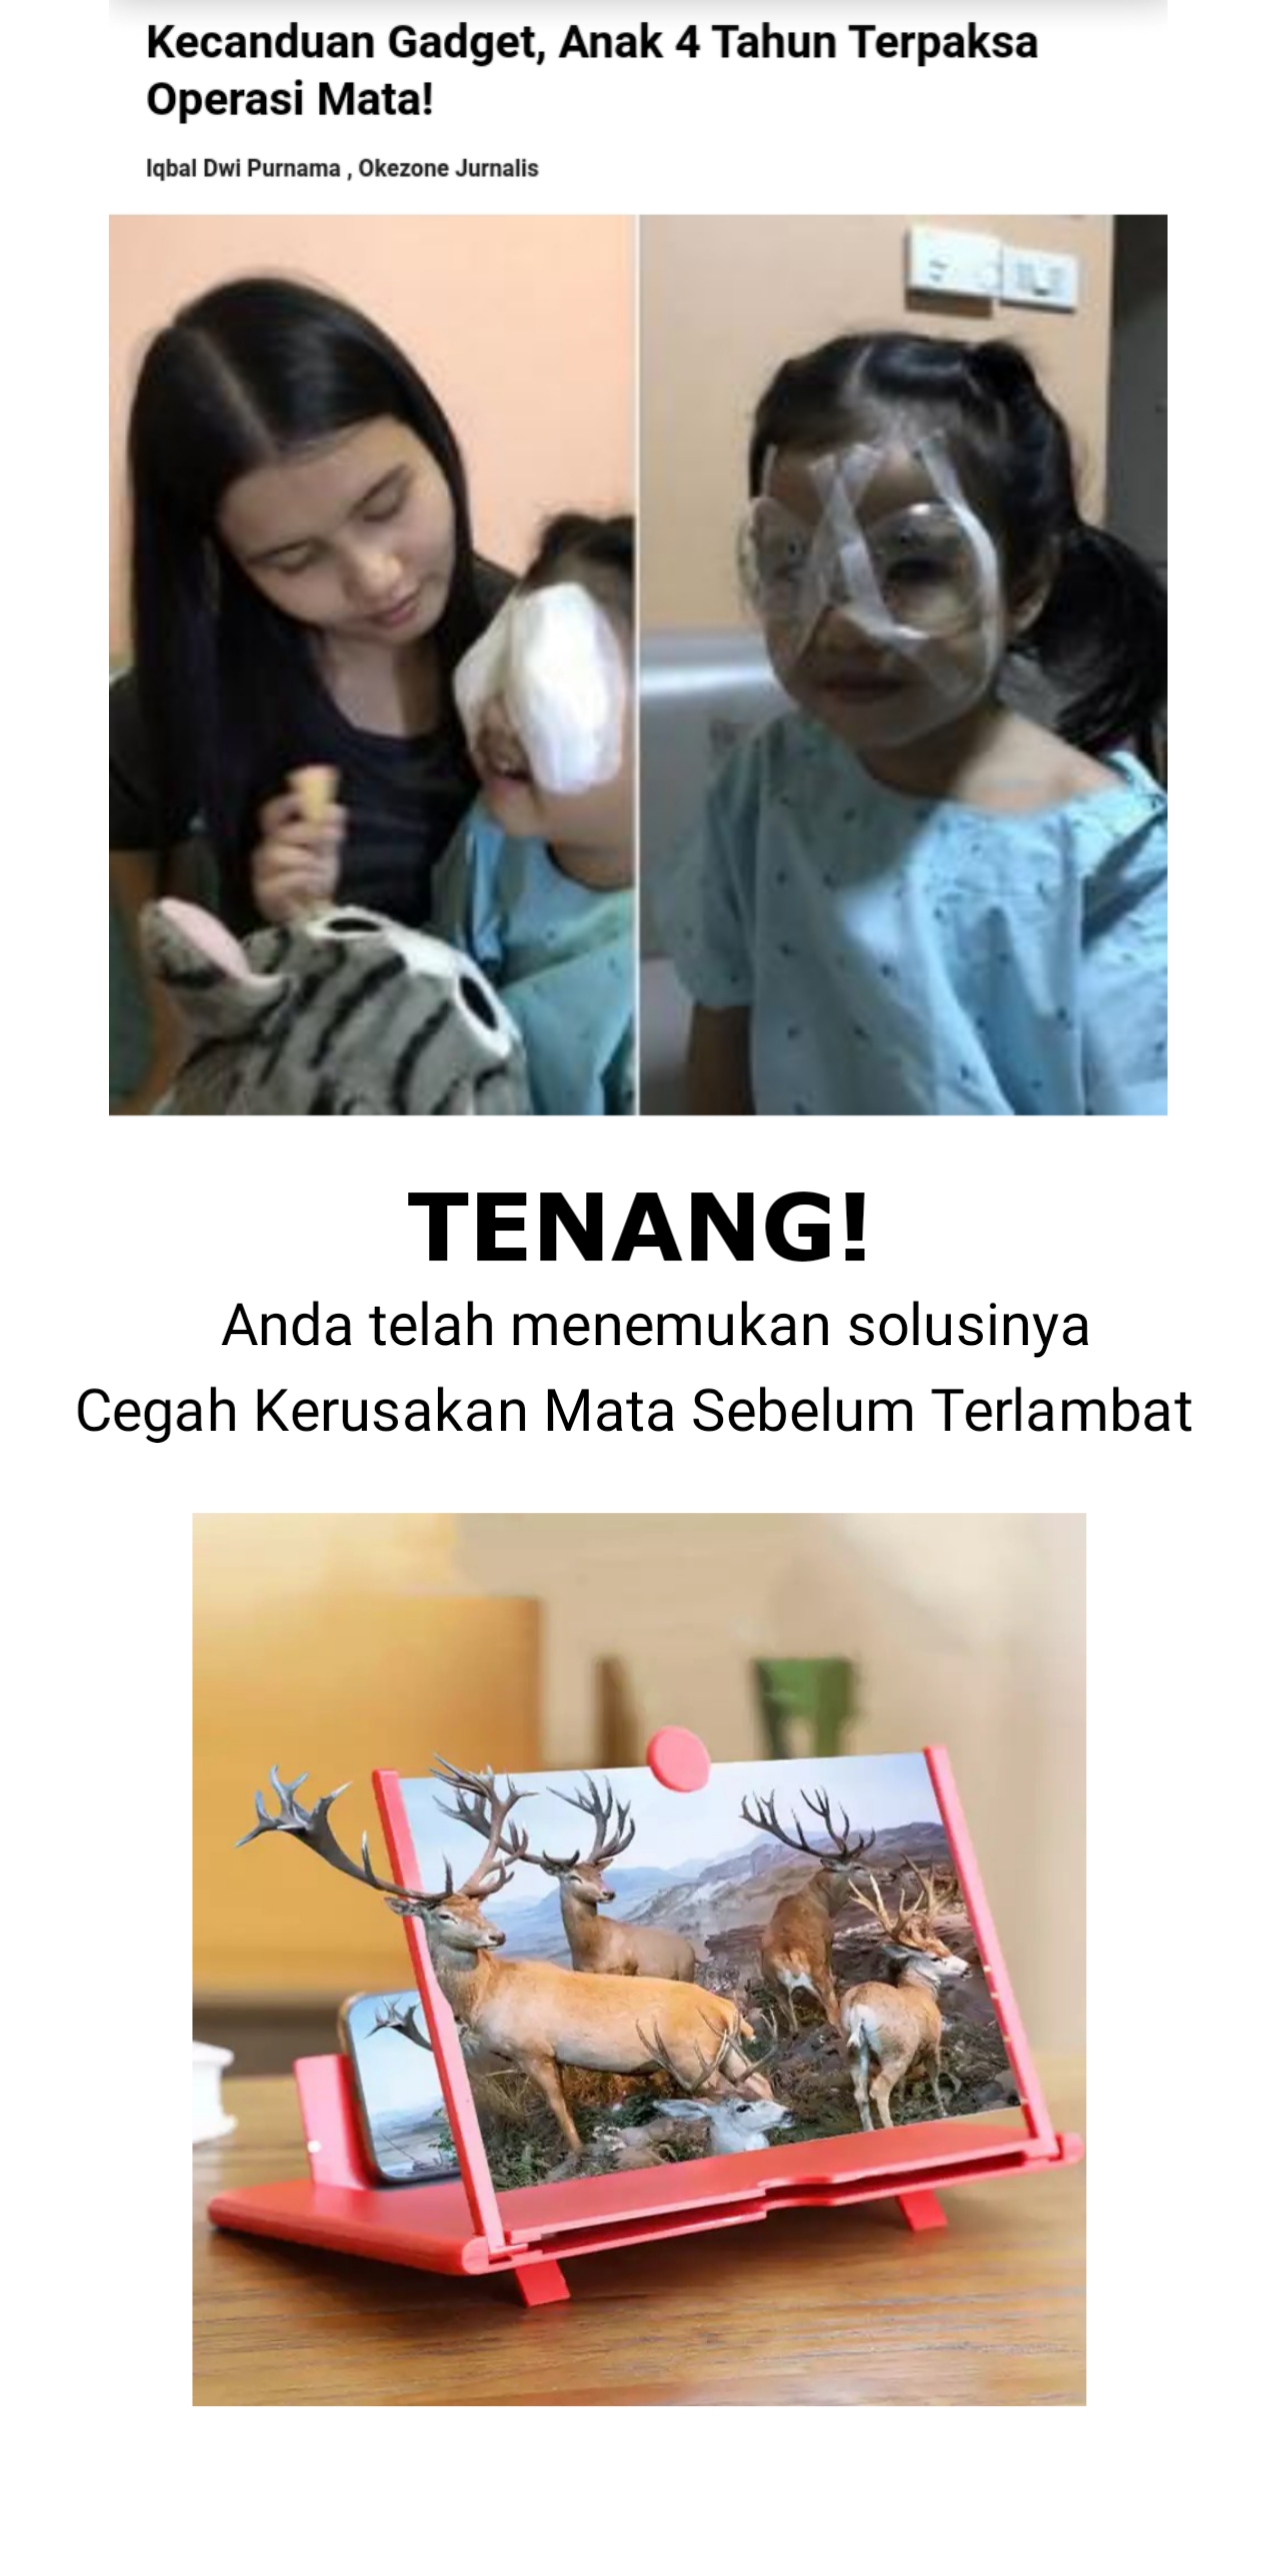 Kecanduan Gadget, Anak 4 Tahun Terpaksa
Operasi Mata!
Iqbal Dwi Purnama , Okezone Jurnalis
TENANG!
Anda telah menemukan solusinya
Cegah Kerusakan Mata Sebelum Terlambat